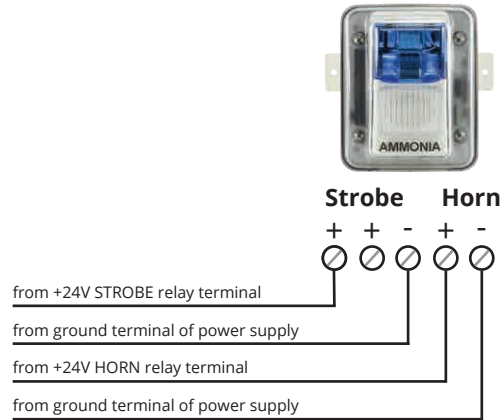 AMMONIA
Strobe Horn
+ + - + -
from +24V STROBE relay terminal
from ground terminal of power supply
from +24V HORN relay terminal
from ground terminal of power supply